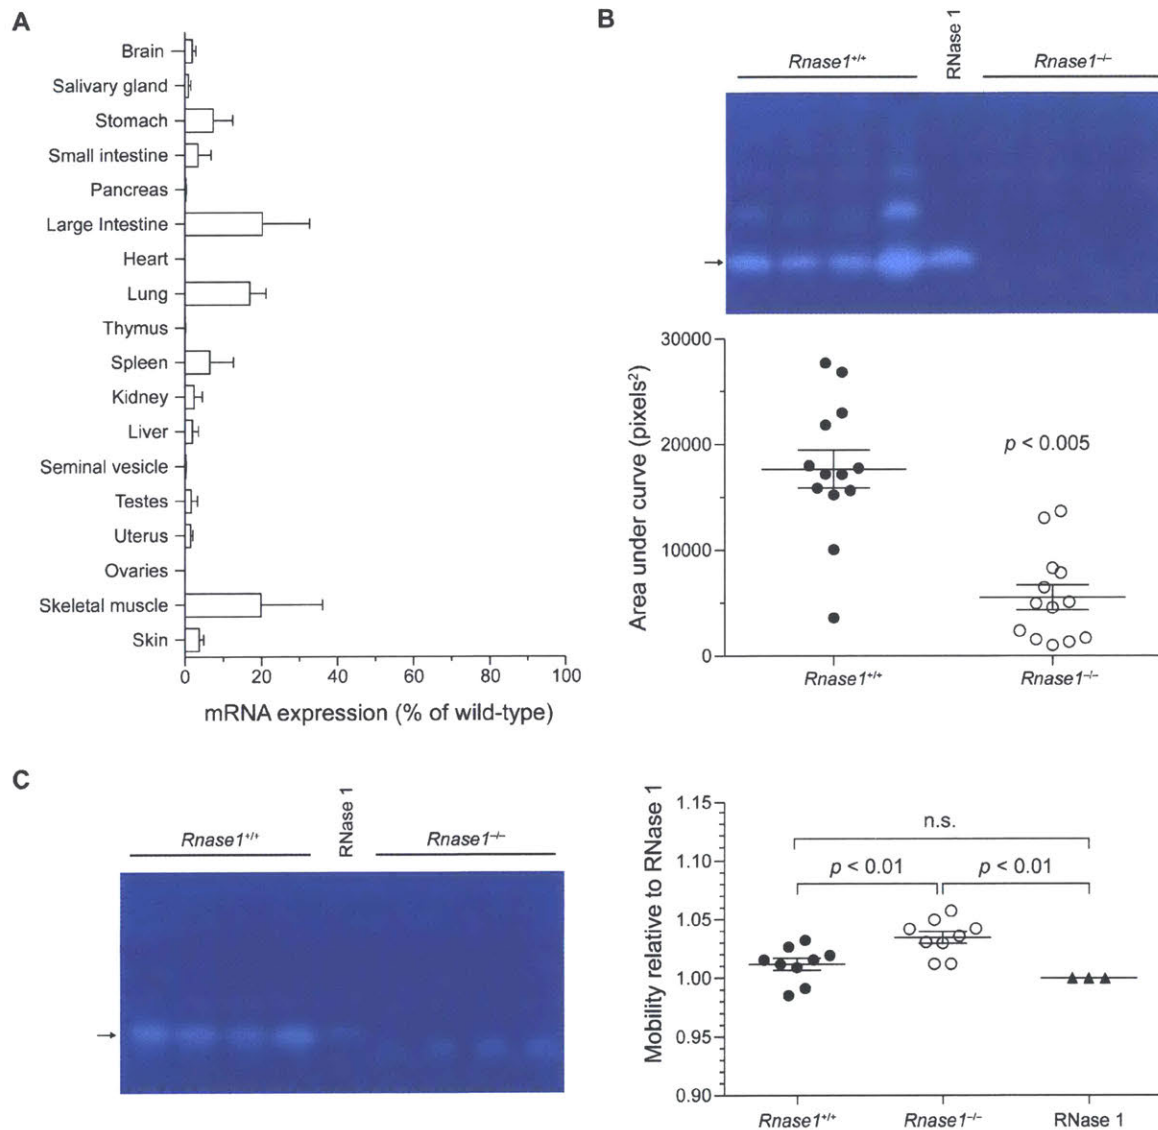 A
Brain
Salivary gland
Stomach
Small intestine
Pancreas
Large Intestine
Heart
Lung
Thymus
Spleen
Kidney
Liver
Seminal vesicle
Testes
Uterus
Ovaries
Skeletal muscle
Skin
0 20 40 60 80 100
mRNA expression (% of wild-type)
B
Rnase1+/+
RNase 1
Rnase1–/–
→
30000
20000
10000
0
Area under curve (pixels²)
p < 0.005
Rnase1+/+
Rnase1–/–
C
Rnase1+/+
RNase 1
Rnase1–/–
→
1.15
1.10
1.05
1.00
0.95
0.90
Mobility relative to RNase 1
n.s.
p < 0.01
p < 0.01
Rnase1+/+
Rnase1–/–
RNase 1